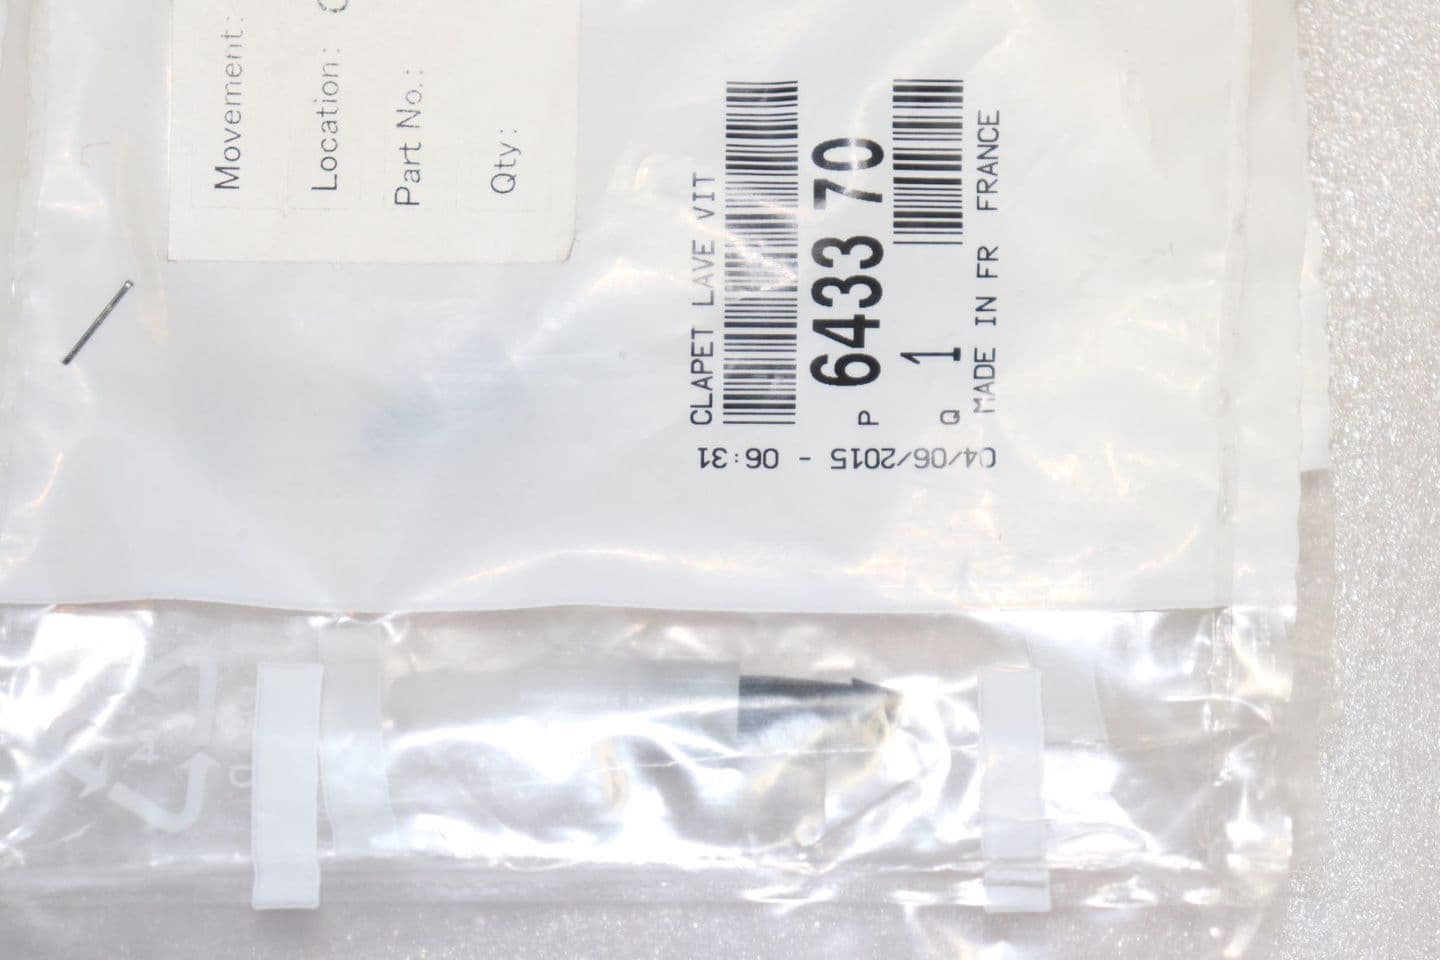 Movement:
Location:
Part No.:
Qty:
CLAPET LAVE VIT
P 6433 70
Q 1
MADE IN FR FRANCE
04/06/2015 - 06:31
4